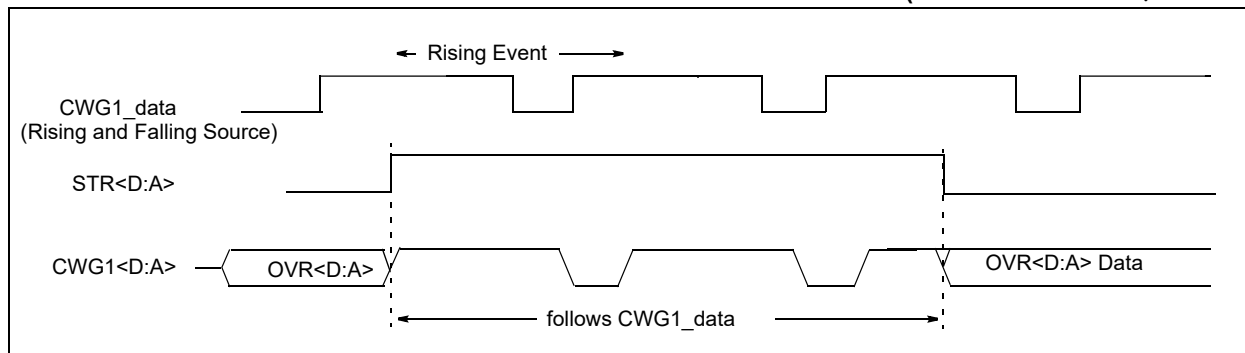 Rising Event
CWG1_data
(Rising and Falling Source)
STR<D:A>
CWG1<D:A>
OVR<D:A>
OVR<D:A> Data
follows CWG1_data